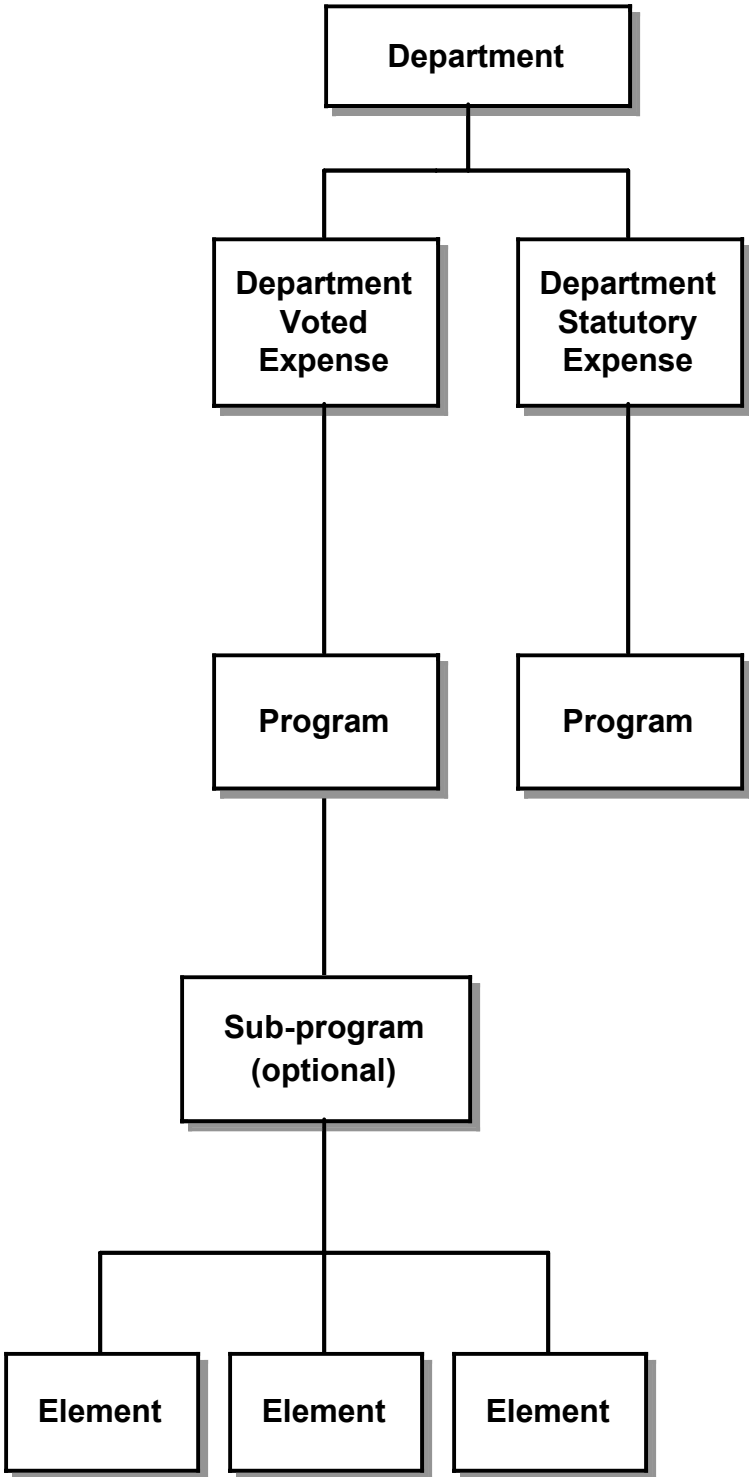 Department
Department
Voted
Expense
Department
Statutory
Expense
Program
Program
Sub-program
(optional)
Element
Element
Element